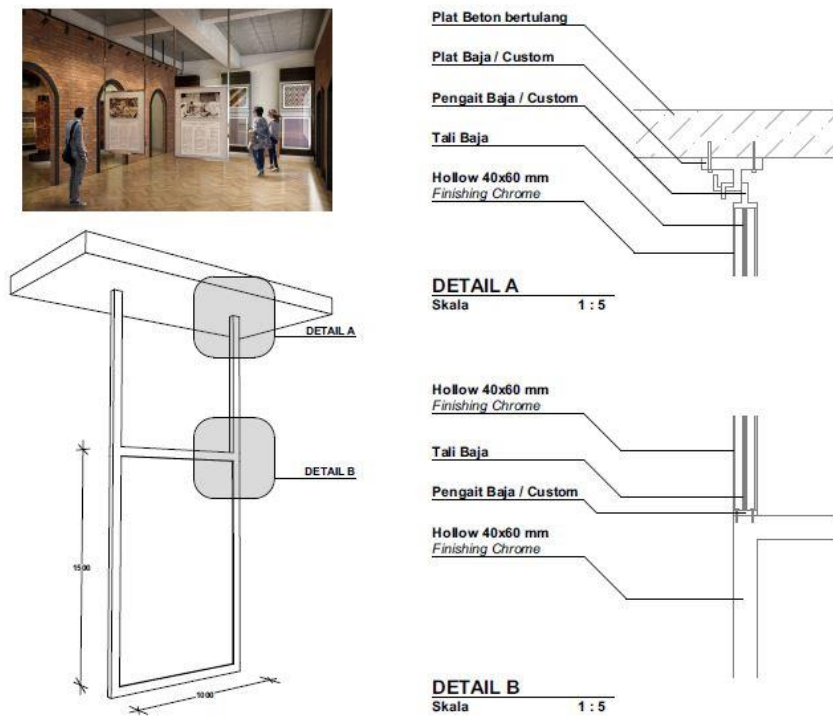 Plat Beton bertulang
Plat Baja / Custom
Pengait Baja / Custom
Tali Baja
Hollow 40x60 mm
Finishing Chrome
DETAIL A
Skala 1 : 5
DETAIL A
DETAIL B
1500
1000
Hollow 40x60 mm
Finishing Chrome
Tali Baja
Pengait Baja / Custom
Hollow 40x60 mm
Finishing Chrome
DETAIL B
Skala 1 : 5